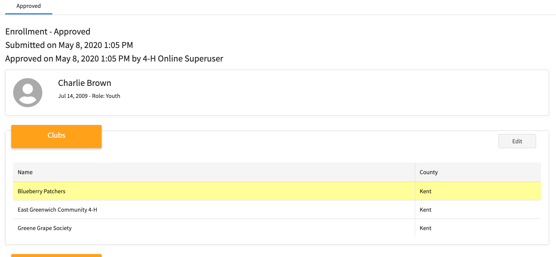 Approved
Enrollment - Approved
Submitted on May 8, 2020 1:05 PM
Approved on May 8, 2020 1:05 PM by 4-H Online Superuser
Charlie Brown
Jul 14, 2009 - Role: Youth
Clubs
Edit
Name County
Blueberry Patchers Kent
East Greenwich Community 4-H Kent
Greene Grape Society Kent